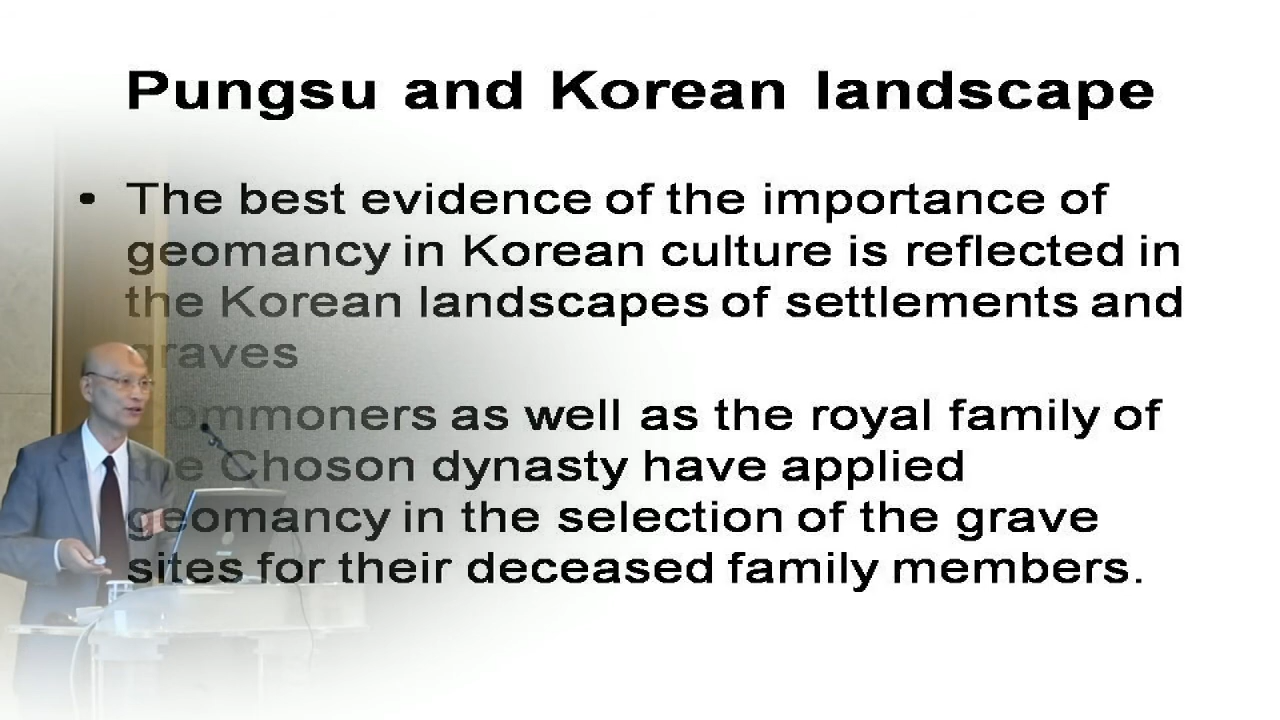 Pungsu and Korean landscape
• The best evidence of the importance of
geomancy in Korean culture is reflected in
the Korean landscapes of settlements and
graves
Commoners as well as the royal family of
the Choson dynasty have applied
geomancy in the selection of the grave
sites for their deceased family members.